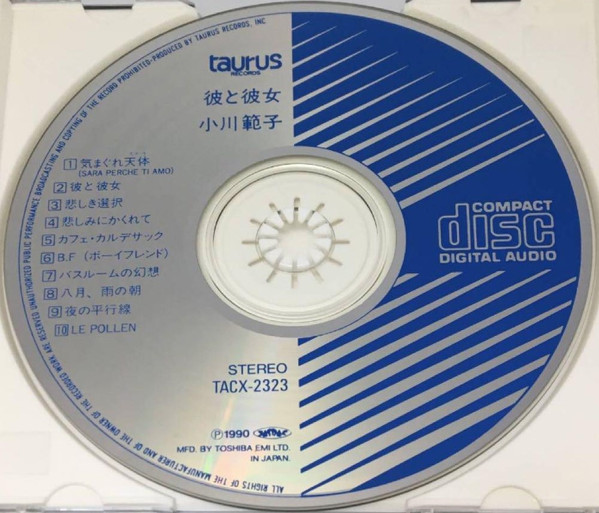 taurus
RECORDS
彼と彼女
小川範子
1 気まぐれ天体
(SARA PERCHE TI AMO)
2 彼と彼女
3 悲しき選択
4 悲しみにかくれて
5 カフェ・カルデサック
6 B.F（ボーイフレンド）
7 バスルームの幻想
8 八月、雨の朝
9 夜の平行線
10 LE POLLEN
COMPACT
disc
DIGITAL AUDIO
STEREO
TACX-2323
Ⓟ1990
MFD. BY TOSHIBA EMI LTD.
IN JAPAN.
ALL RIGHTS OF THE MANUFACTURER AND OF THE OWNER OF THE RECORDED WORK ARE RESERVED UNAUTHORIZED PUBLIC PERFORMANCE BROADCASTING AND COPYING OF THE RECORD PROHIBITED-PRODUCED BY TAURUS RECORDS, INC